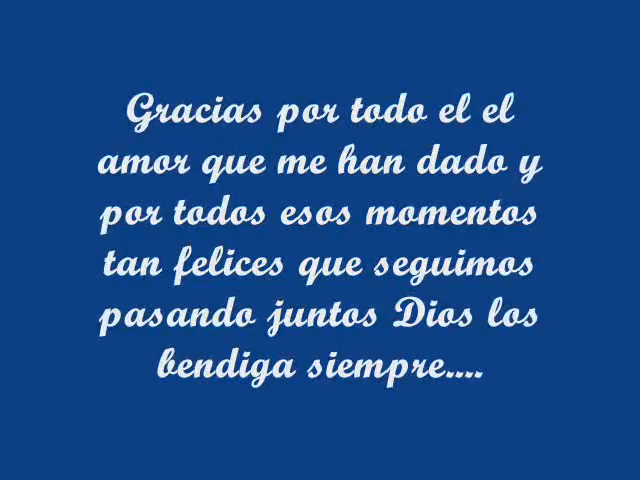 Gracias por todo el el
amor que me han dado y
por todos esos momentos
tan felices que seguimos
pasando juntos Dios los
bendiga siempre....